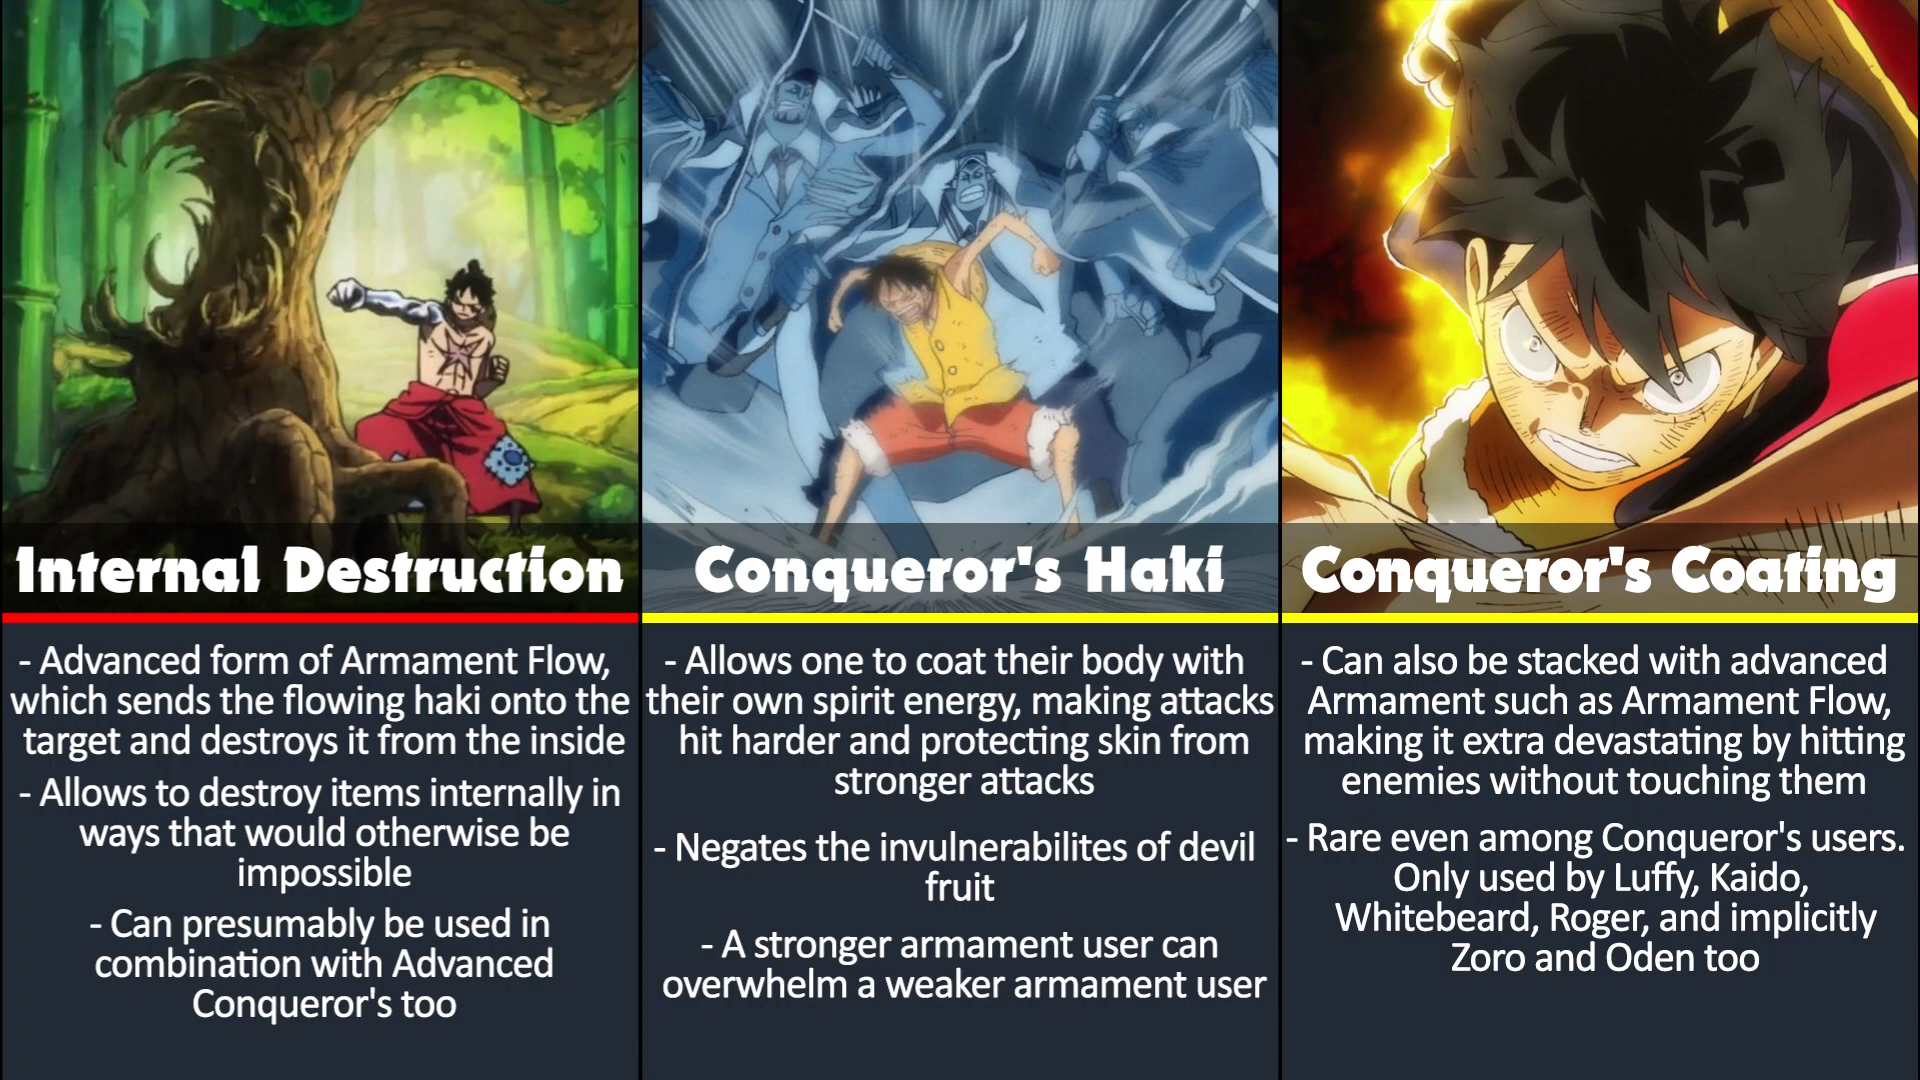 Internal Destruction
- Advanced form of Armament Flow,
which sends the flowing haki onto the
target and destroys it from the inside
- Allows to destroy items internally in
ways that would otherwise be
impossible
- Can presumably be used in
combination with Advanced
Conqueror's too
Conqueror's Haki
- Allows one to coat their body with
their own spirit energy, making attacks
hit harder and protecting skin from
stronger attacks
- Negates the invulnerabilites of devil
fruit
- A stronger armament user can
overwhelm a weaker armament user
Conqueror's Coating
- Can also be stacked with advanced
Armament such as Armament Flow,
making it extra devastating by hitting
enemies without touching them
- Rare even among Conqueror's users.
Only used by Luffy, Kaido,
Whitebeard, Roger, and implicitly
Zoro and Oden too